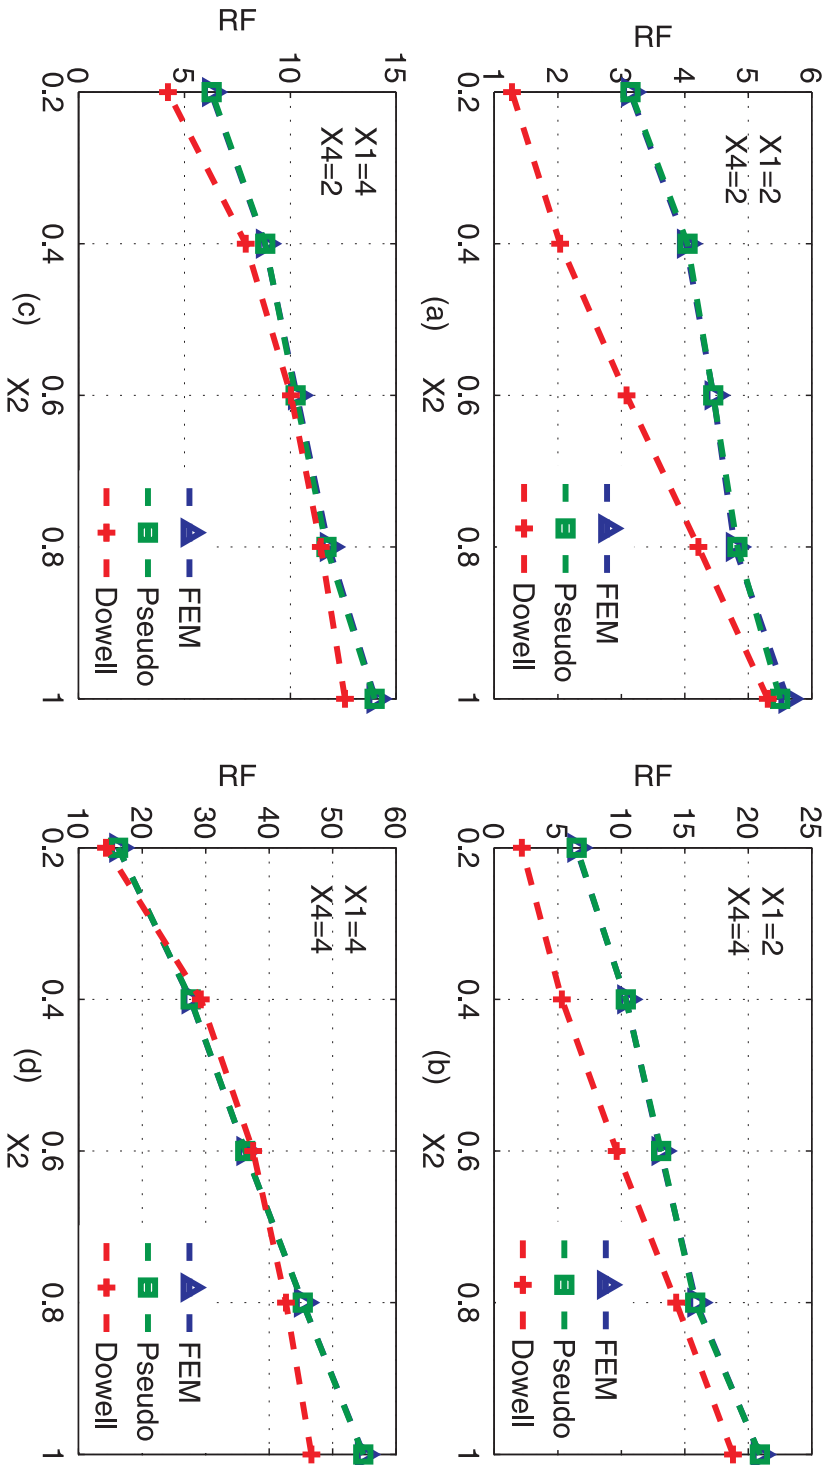 RF
6
5
4
3
2
1
0.2
0.4
0.6
0.8
1
X1=2
X4=2
FEM
Pseudo
Dowell
(a)
X2
RF
25
20
15
10
5
0
0.2
0.4
0.6
0.8
1
X1=2
X4=4
FEM
Pseudo
Dowell
(b)
X2
RF
15
10
5
0
0.2
0.4
0.6
0.8
1
X1=4
X4=2
FEM
Pseudo
Dowell
(c)
X2
RF
60
50
40
30
20
10
0.2
0.4
0.6
0.8
1
X1=4
X4=4
FEM
Pseudo
Dowell
(d)
X2